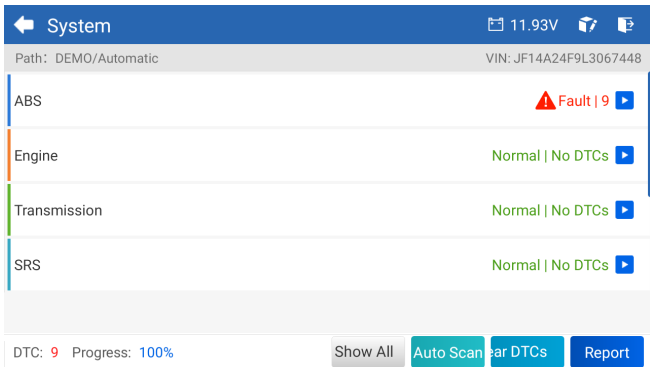 System 11.93V
Path: DEMO/Automatic VIN: JF14A24F9L3067448
ABS Fault | 9
Engine Normal | No DTCs
Transmission Normal | No DTCs
SRS Normal | No DTCs
DTC: 9 Progress: 100% Show All Auto Scan ear DTCs Report